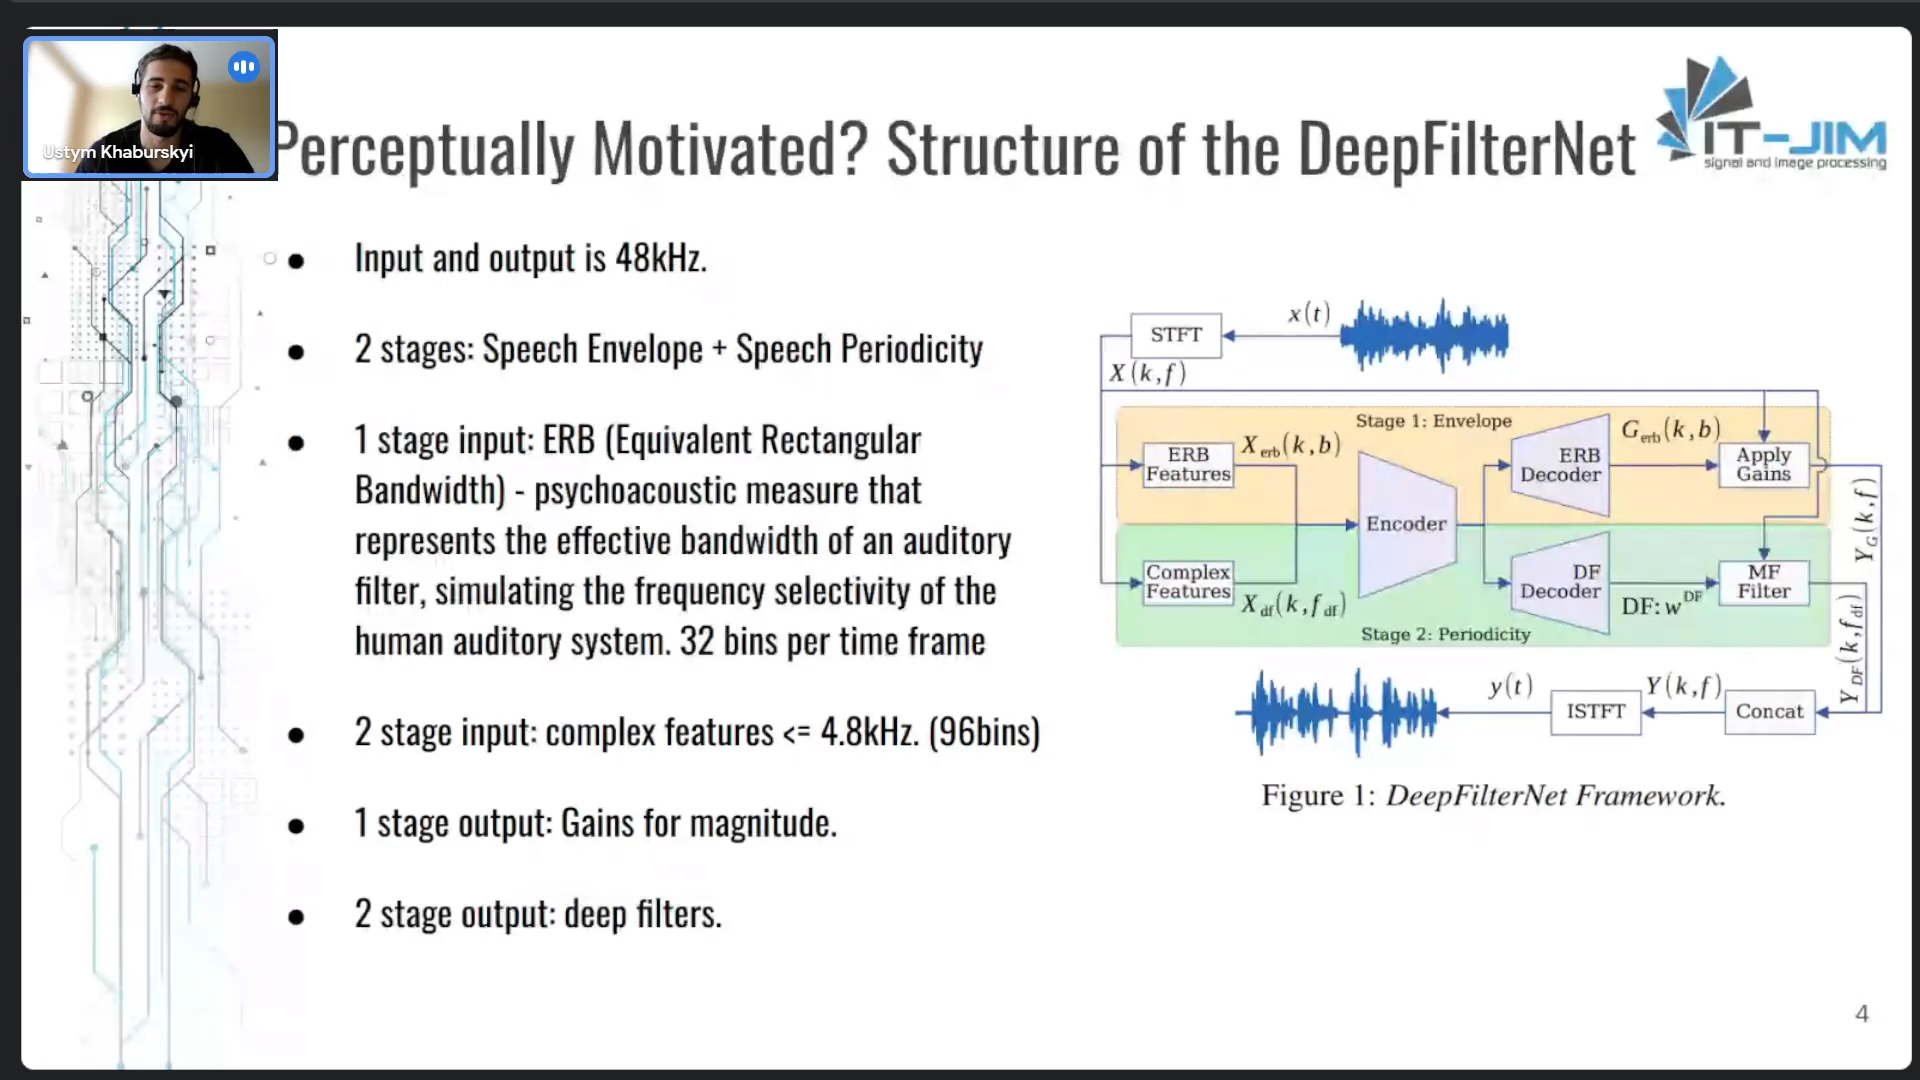 Ustym Khaburskyi
Perceptually Motivated? Structure of the DeepFilterNet
IT-JIM
signal and image processing
● Input and output is 48kHz.
● 2 stages: Speech Envelope + Speech Periodicity
● 1 stage input: ERB (Equivalent Rectangular
Bandwidth) - psychoacoustic measure that
represents the effective bandwidth of an auditory
filter, simulating the frequency selectivity of the
human auditory system. 32 bins per time frame
● 2 stage input: complex features <= 4.8kHz. (96bins)
● 1 stage output: Gains for magnitude.
● 2 stage output: deep filters.
STFT
x(t)
X(k,f)
Stage 1: Envelope
ERB
Features
X_erb(k,b)
Encoder
ERB
Decoder
G_erb(k,b)
Apply
Gains
Y_G(k,f)
Complex
Features
X_df(k,f_df)
DF
Decoder
DF: w^DF
MF
Filter
Stage 2: Periodicity
Y_DF(k,f_df)
y(t)
ISTFT
Y(k,f)
Concat
Figure 1: DeepFilterNet Framework.
4